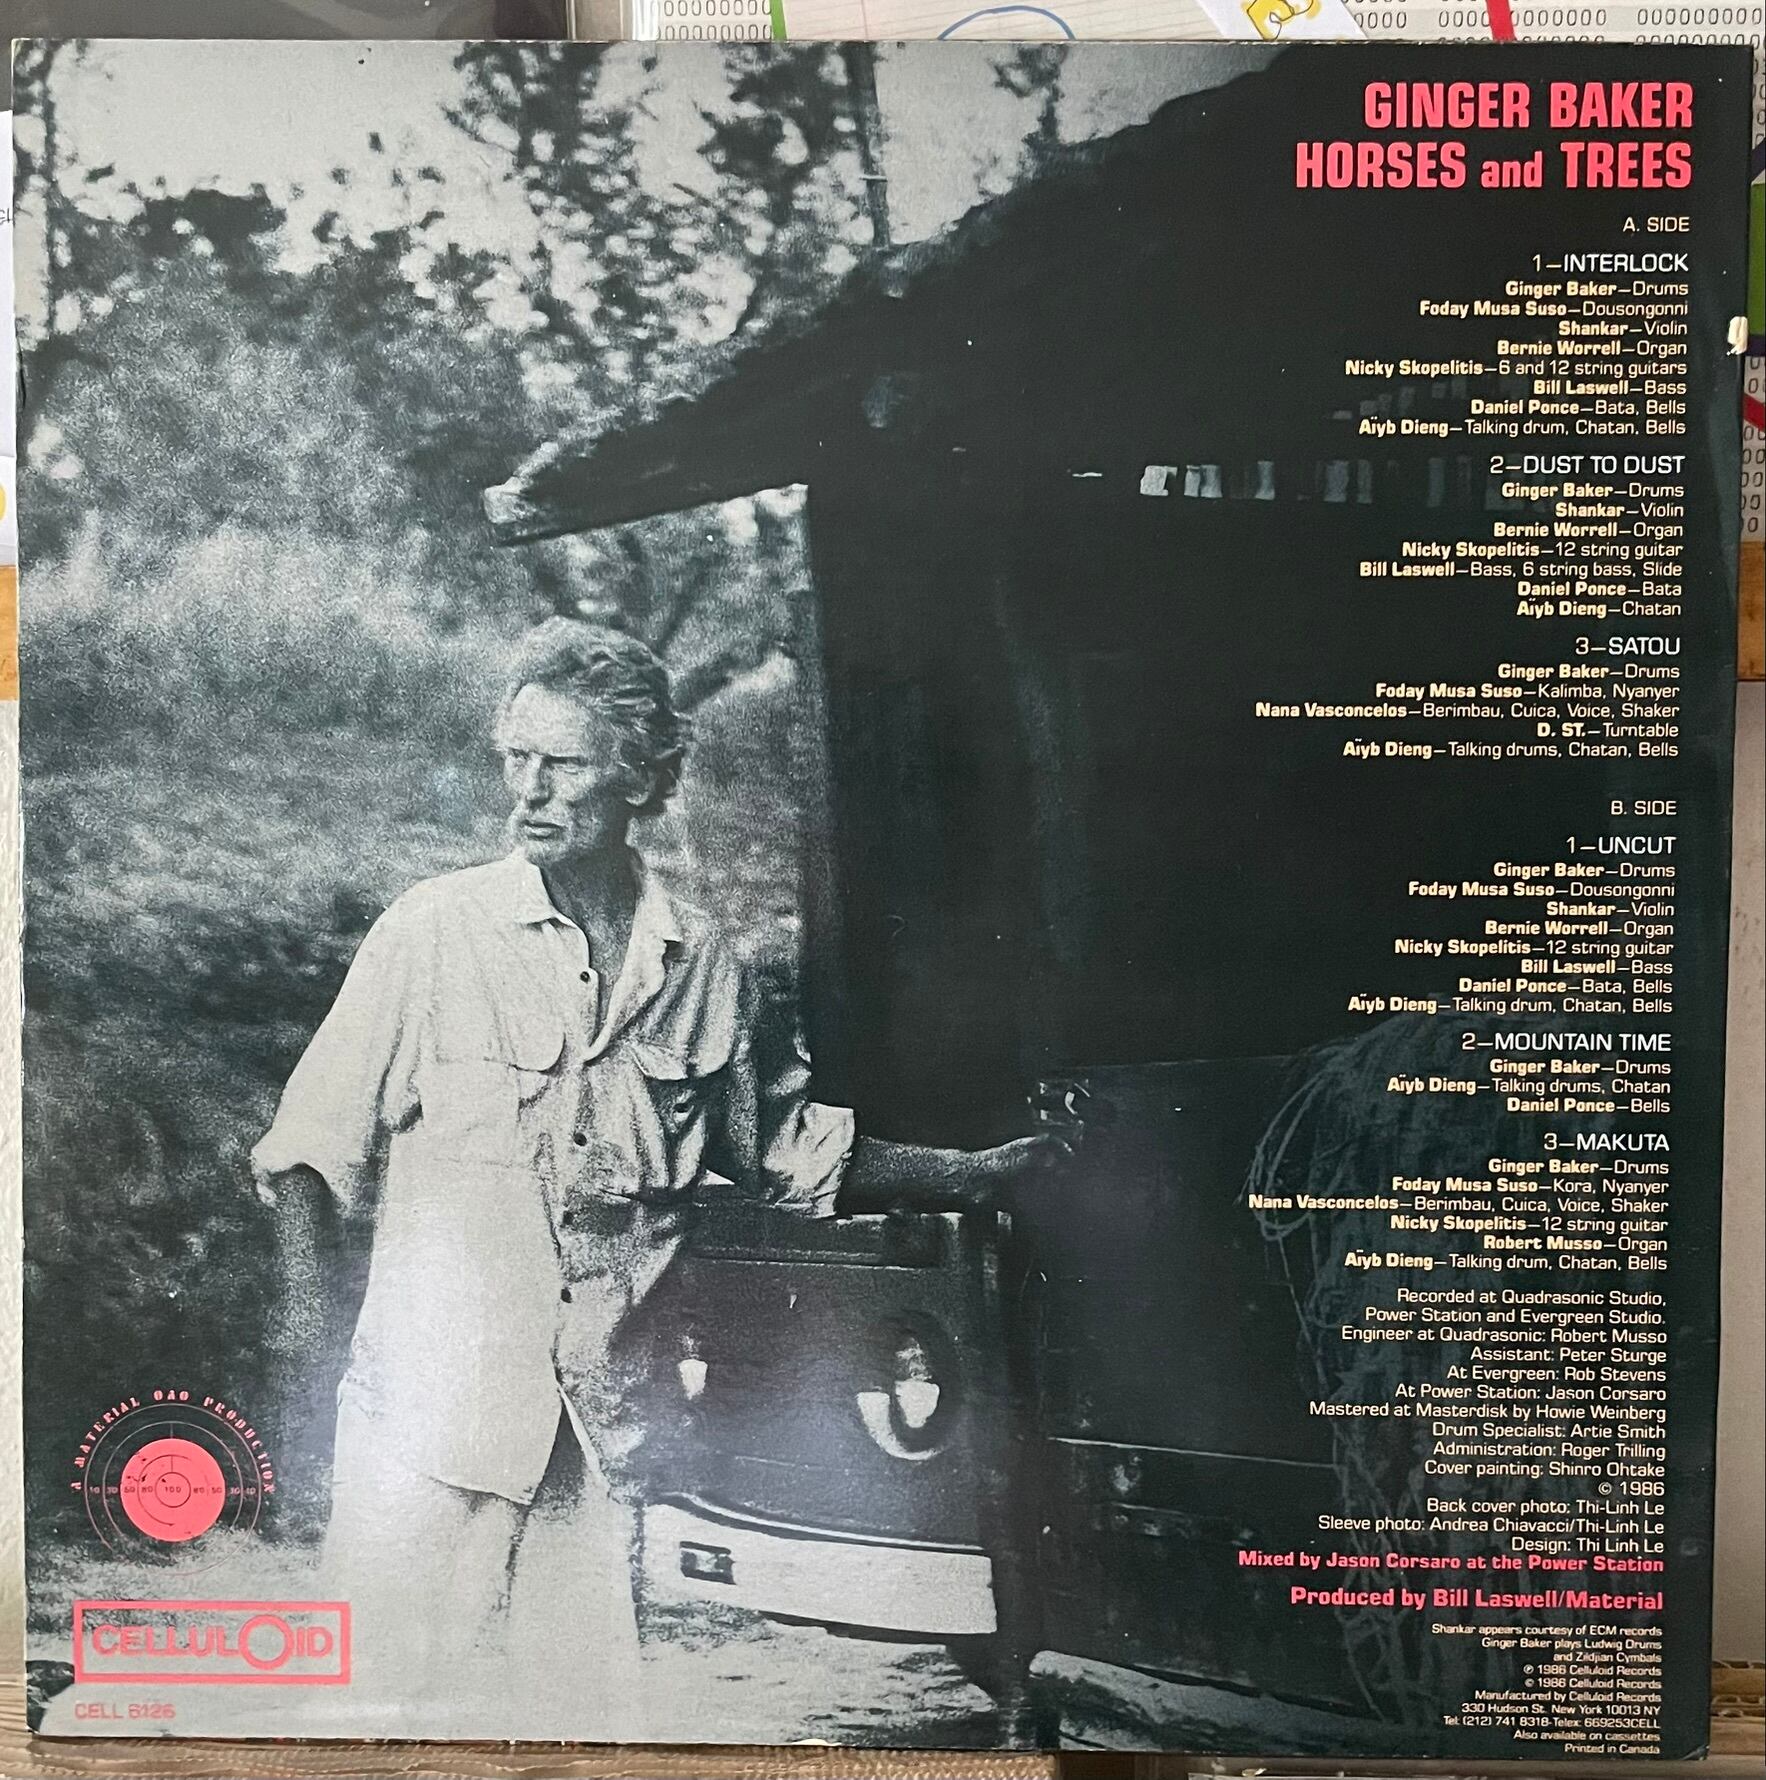 GINGER BAKER
HORSES and TREES
A. SIDE
1–INTERLOCK
Ginger Baker–Drums
Foday Musa Suso–Dousongonni
Shankar–Violin
Bernie Worrell–Organ
Nicky Skopelitis–6 and 12 string guitars
Bill Laswell–Bass
Daniel Ponce–Bata, Bells
Aïyb Dieng–Talking drum, Chatan, Bells
2–DUST TO DUST
Ginger Baker–Drums
Shankar–Violin
Bernie Worrell–Organ
Nicky Skopelitis–12 string guitar
Bill Laswell–Bass, 6 string bass, Slide
Daniel Ponce–Bata
Aïyb Dieng–Chatan
3–SATOU
Ginger Baker–Drums
Foday Musa Suso–Kalimba, Nyanyer
Nana Vasconcelos–Berimbau, Cuica, Voice, Shaker
D. ST.–Turntable
Aïyb Dieng–Talking drums, Chatan, Bells
B. SIDE
1–UNCUT
Ginger Baker–Drums
Foday Musa Suso–Dousongonni
Shankar–Violin
Bernie Worrell–Organ
Nicky Skopelitis–12 string guitar
Bill Laswell–Bass
Daniel Ponce–Bata, Bells
Aïyb Dieng–Talking drum, Chatan, Bells
2–MOUNTAIN TIME
Ginger Baker–Drums
Aïyb Dieng–Talking drums, Chatan
Daniel Ponce–Bells
3–MAKUTA
Ginger Baker–Drums
Foday Musa Suso–Kora, Nyanyer
Nana Vasconcelos–Berimbau, Cuica, Voice, Shaker
Nicky Skopelitis–12 string guitar
Robert Musso–Organ
Aïyb Dieng–Talking drum, Chatan, Bells
Recorded at Quadrasonic Studio,
Power Station and Evergreen Studio.
Engineer at Quadrasonic: Robert Musso
Assistant: Peter Sturge
At Evergreen: Rob Stevens
At Power Station: Jason Corsaro
Mastered at Masterdisk by Howie Weinberg
Drum Specialist: Artie Smith
Administration: Roger Trilling
Cover painting: Shinro Ohtake
© 1986
Back cover photo: Thi-Linh Le
Sleeve photo: Andrea Chiavacci/Thi-Linh Le
Design: Thi Linh Le
Mixed by Jason Corsaro at the Power Station
Produced by Bill Laswell/Material
Shankar appears courtesy of ECM records
Ginger Baker plays Ludwig Drums
and Zildjian Cymbals
℗ 1986 Celluloid Records
© 1986 Celluloid Records
Manufactured by Celluloid Records
330 Hudson St. New York 10013 NY
Tel: (212) 741 8318-Telex: 669253CELL
Also available on cassettes
Printed in Canada
A MATERIAL OAO PRODUCTION
10 30 50 80 100 80 50 30 10
CELLULOID
CELL 6126